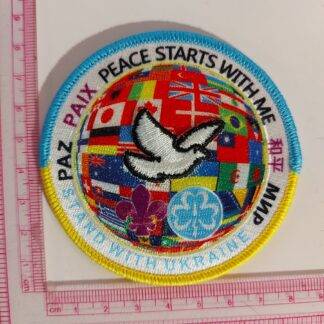 PAZ PAIX PEACE STARTS WITH ME 和平 МИР
STAND WITH UKRAINE